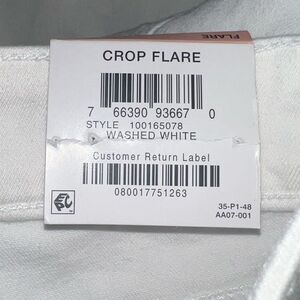 FLARE
CROP FLARE
7 66390 93667 0
STYLE 100165078
WASHED WHITE
Customer Return Label
080017751263
35-P1-48
AA07-001